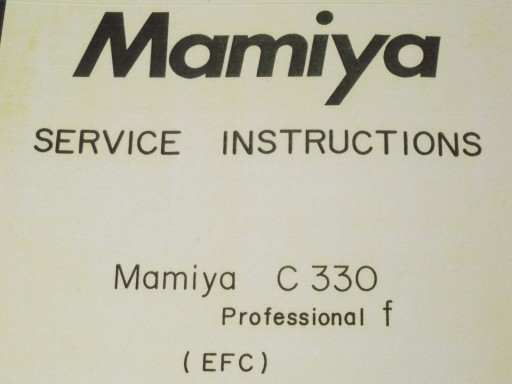 Mamiya
SERVICE INSTRUCTIONS
Mamiya C 330
Professional f
(EFC)